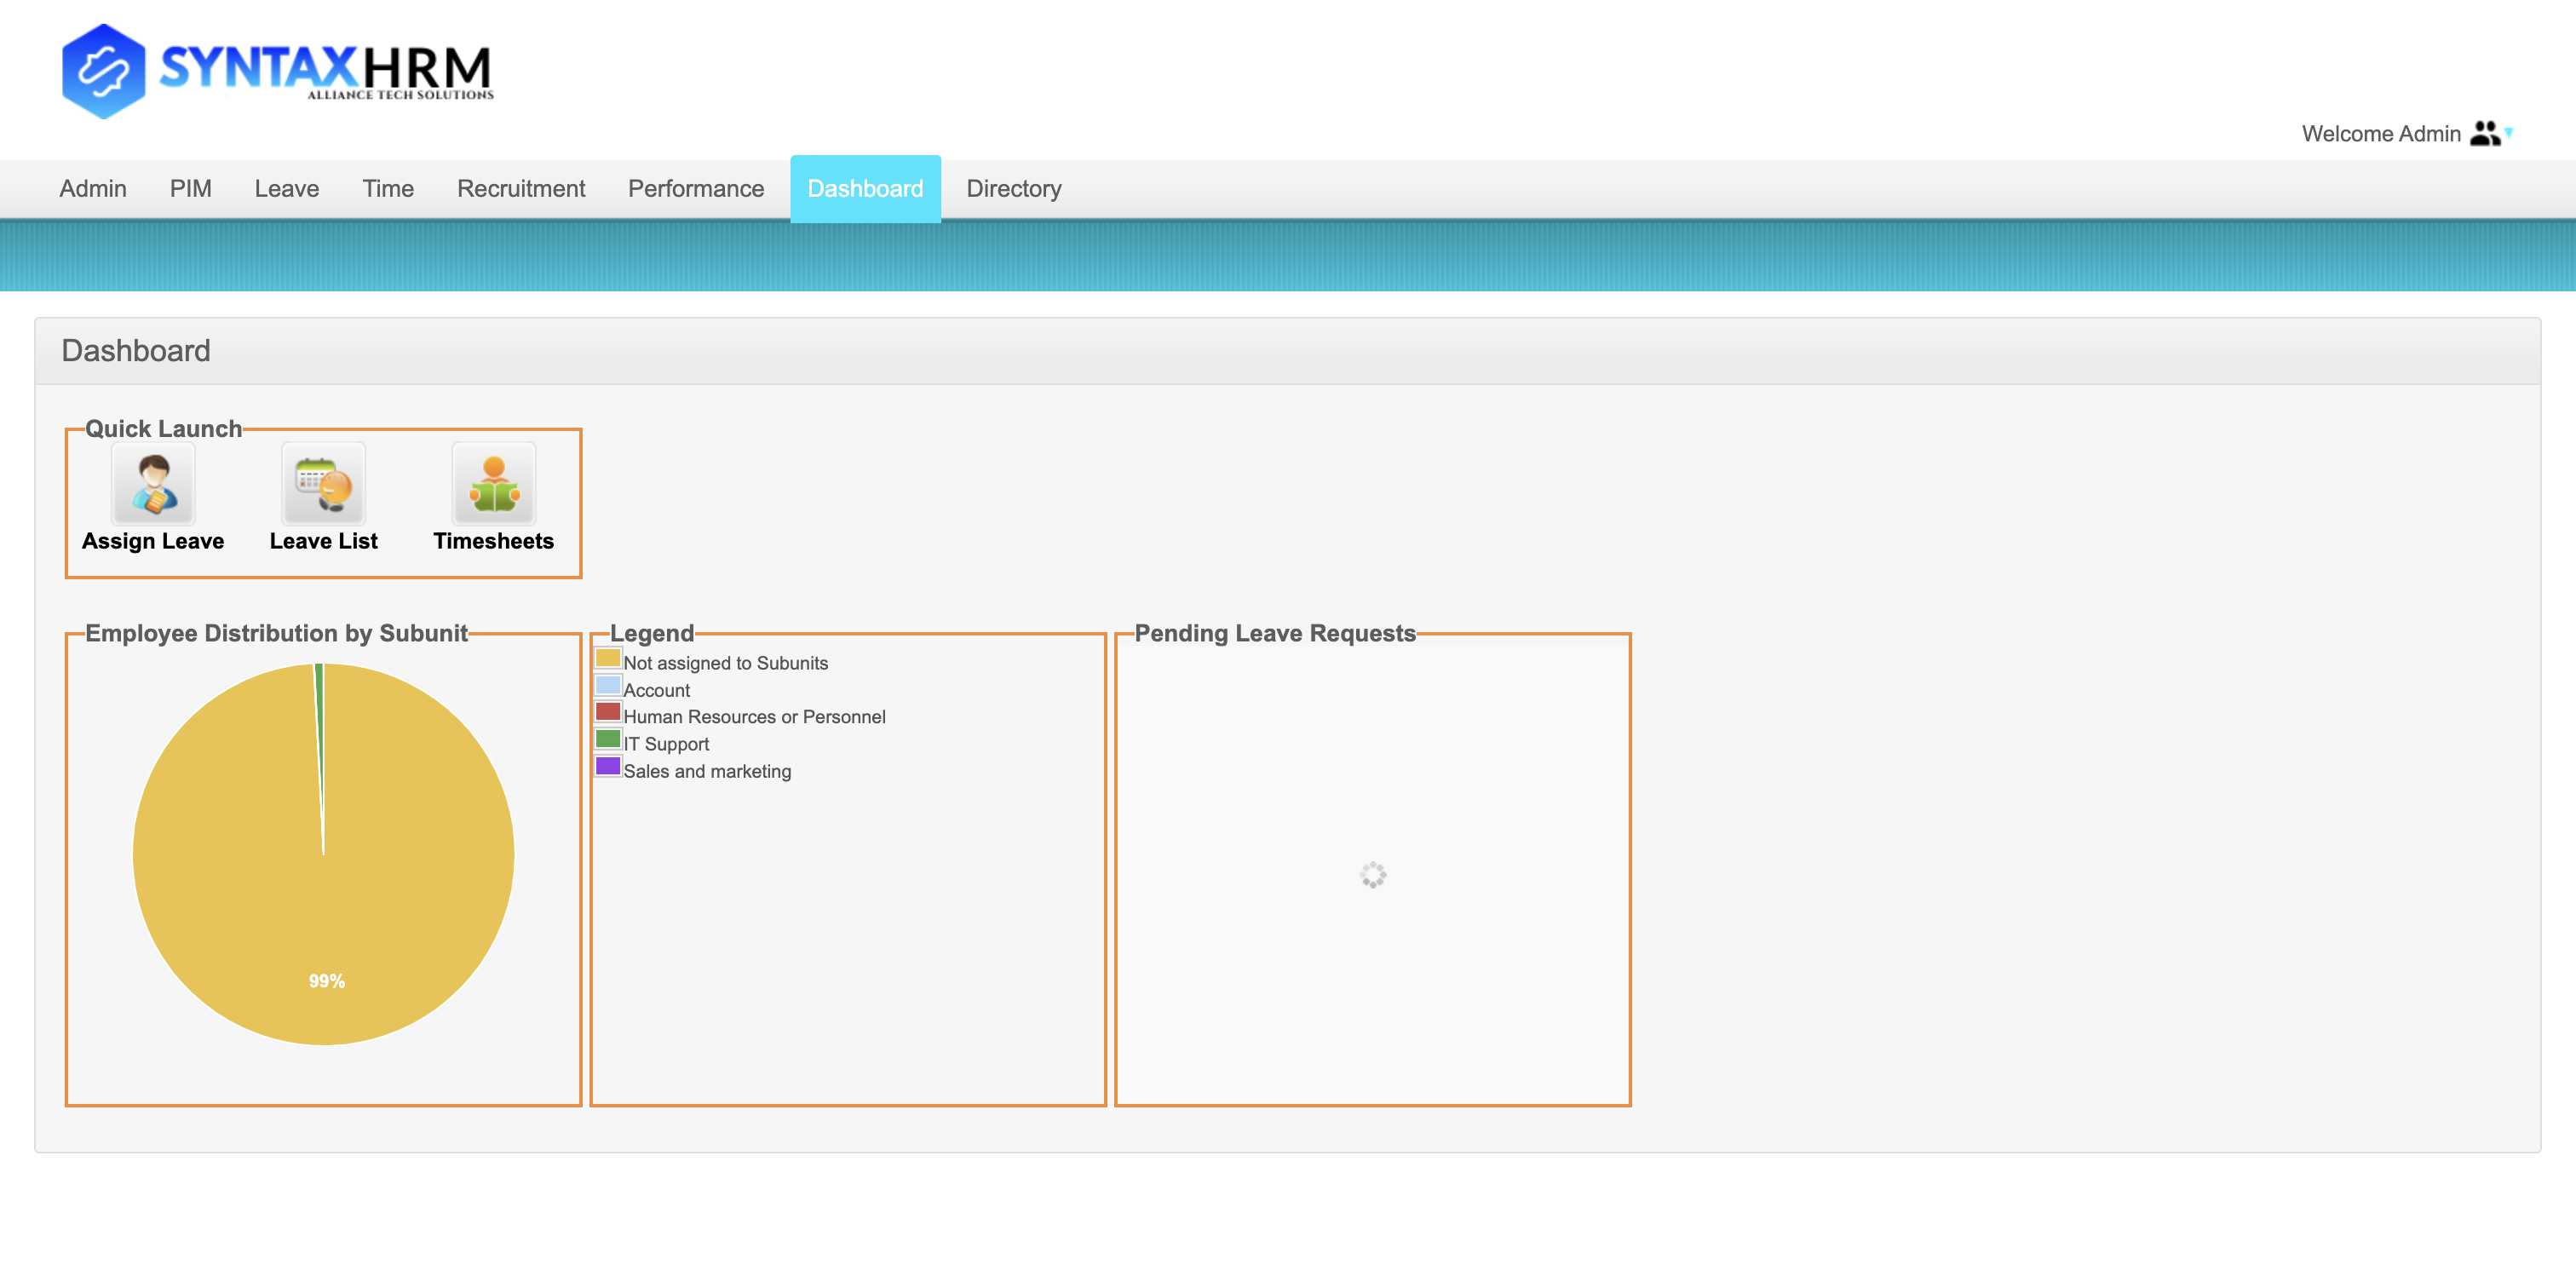 SYNTAXHRM
ALLIANCE TECH SOLUTIONS
Welcome Admin
Admin PIM Leave Time Recruitment Performance Dashboard Directory
Dashboard
Quick Launch
Assign Leave Leave List Timesheets
Employee Distribution by Subunit
99%
Legend
Not assigned to Subunits
Account
Human Resources or Personnel
IT Support
Sales and marketing
Pending Leave Requests